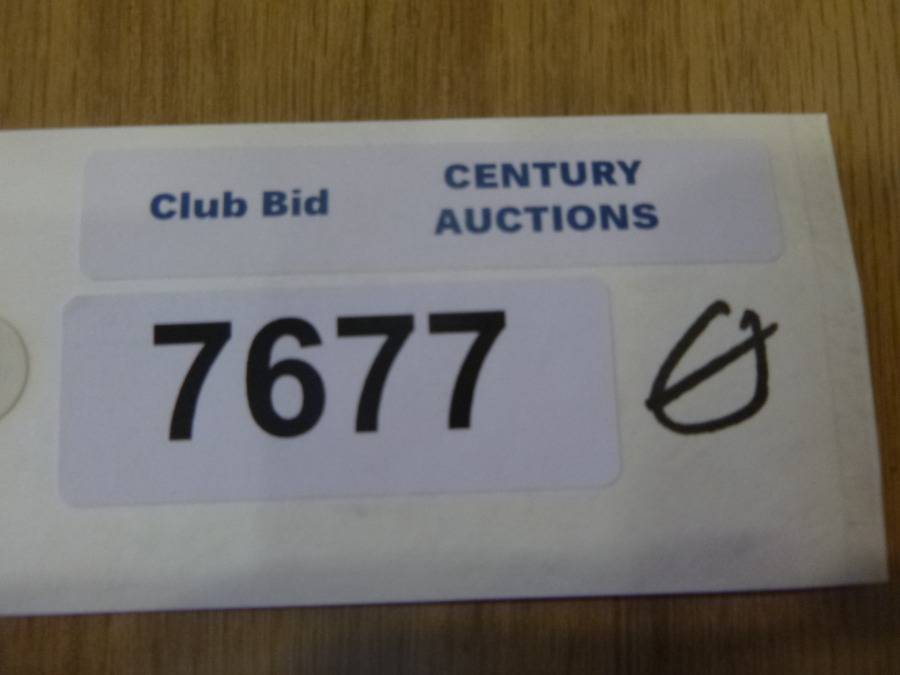 Club Bid
CENTURY
AUCTIONS
7677